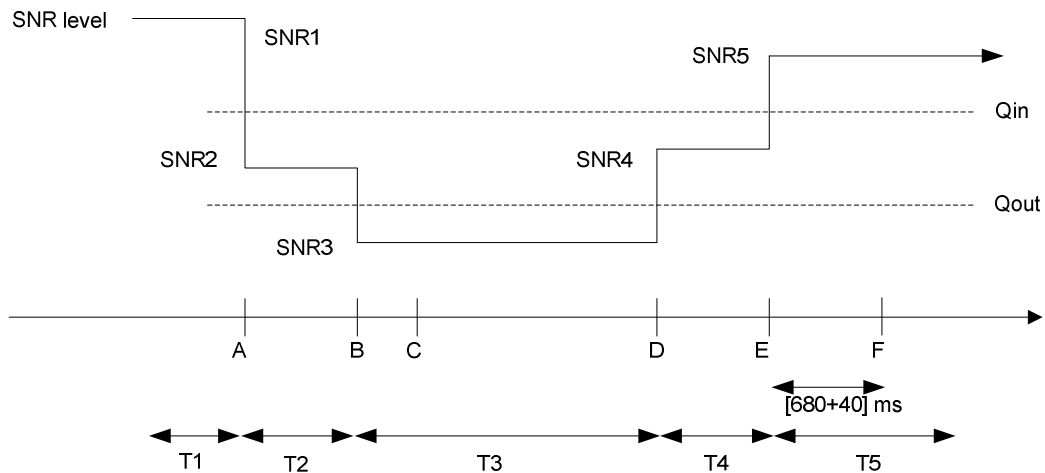 SNR level
SNR1
SNR5
Qin
SNR2
SNR4
Qout
SNR3
A
B
C
D
E
F
[680+40] ms
T1
T2
T3
T4
T5